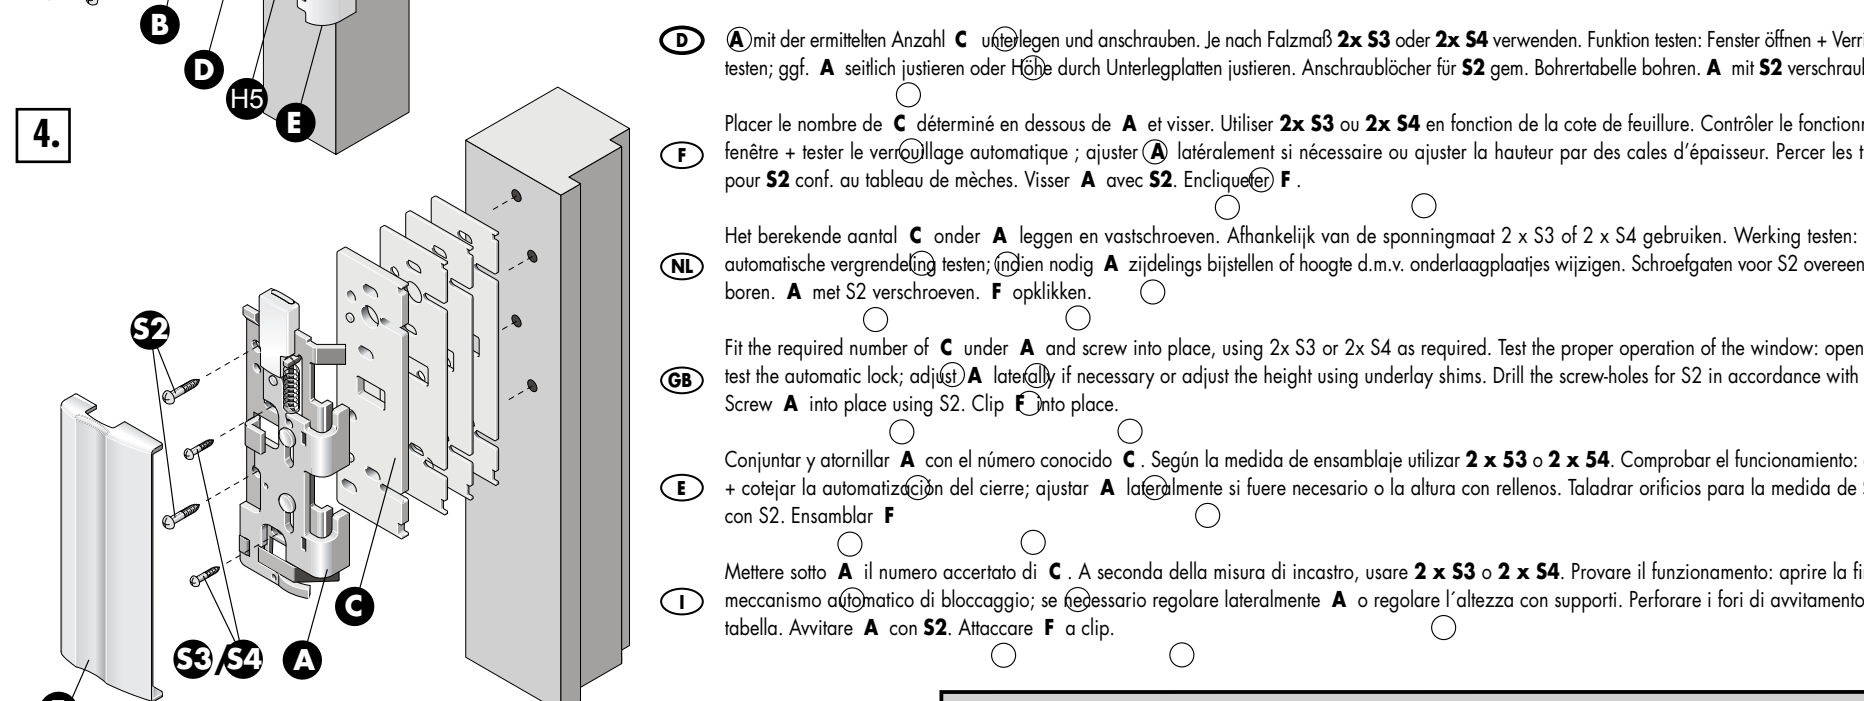 B
D
H5
E
4.
S2
S3/S4
A
C
D
A mit der ermittelten Anzahl C unterlegen und anschrauben. Je nach Falzmaß 2x S3 oder 2x S4 verwenden. Funktion testen: Fenster öffnen + Verri
testen; ggf. A seitlich justieren oder Höhe durch Unterlegplatten justieren. Anschraublöcher für S2 gem. Bohrertabelle bohren. A mit S2 verschraub
F
Placer le nombre de C déterminé en dessous de A et visser. Utiliser 2x S3 ou 2x S4 en fonction de la cote de feuillure. Contrôler le fonctionn
fenêtre + tester le verrouillage automatique ; ajuster A latéralement si nécessaire ou ajuster la hauteur par des cales d´épaisseur. Percer les t
pour S2 conf. au tableau de mèches. Visser A avec S2. Encliqueter F .
NL
Het berekende aantal C onder A leggen en vastschroeven. Afhankelijk van de sponningmaat 2 x S3 of 2 x S4 gebruiken. Werking testen:
automatische vergrendeling testen; indien nodig A zijdelings bijstellen of hoogte d.m.v. onderlaagplaatjes wijzigen. Schroefgaten voor S2 overeen
boren. A met S2 verschroeven. F opklikken.
GB
Fit the required number of C under A and screw into place, using 2x S3 or 2x S4 as required. Test the proper operation of the window: open
test the automatic lock; adjust A laterally if necessary or adjust the height using underlay shims. Drill the screw-holes for S2 in accordance with
Screw A into place using S2. Clip F into place.
E
Conjuntar y atornillar A con el número conocido C . Según la medida de ensamblaje utilizar 2 x 53 o 2 x 54. Comprobar el funcionamiento:
+ cotejar la automatización del cierre; ajustar A lateralmente si fuere necesario o la altura con rellenos. Taladrar orificios para la medida de S
con S2. Ensamblar F
I
Mettere sotto A il numero accertato di C . A seconda della misura di incastro, usare 2 x S3 o 2 x S4. Provare il funzionamento: aprire la fin
meccanismo automatico di bloccaggio; se necessario regolare lateralmente A o regolare l´altezza con supporti. Perforare i fori di avvitamento
tabella. Avvitare A con S2. Attaccare F a clip.